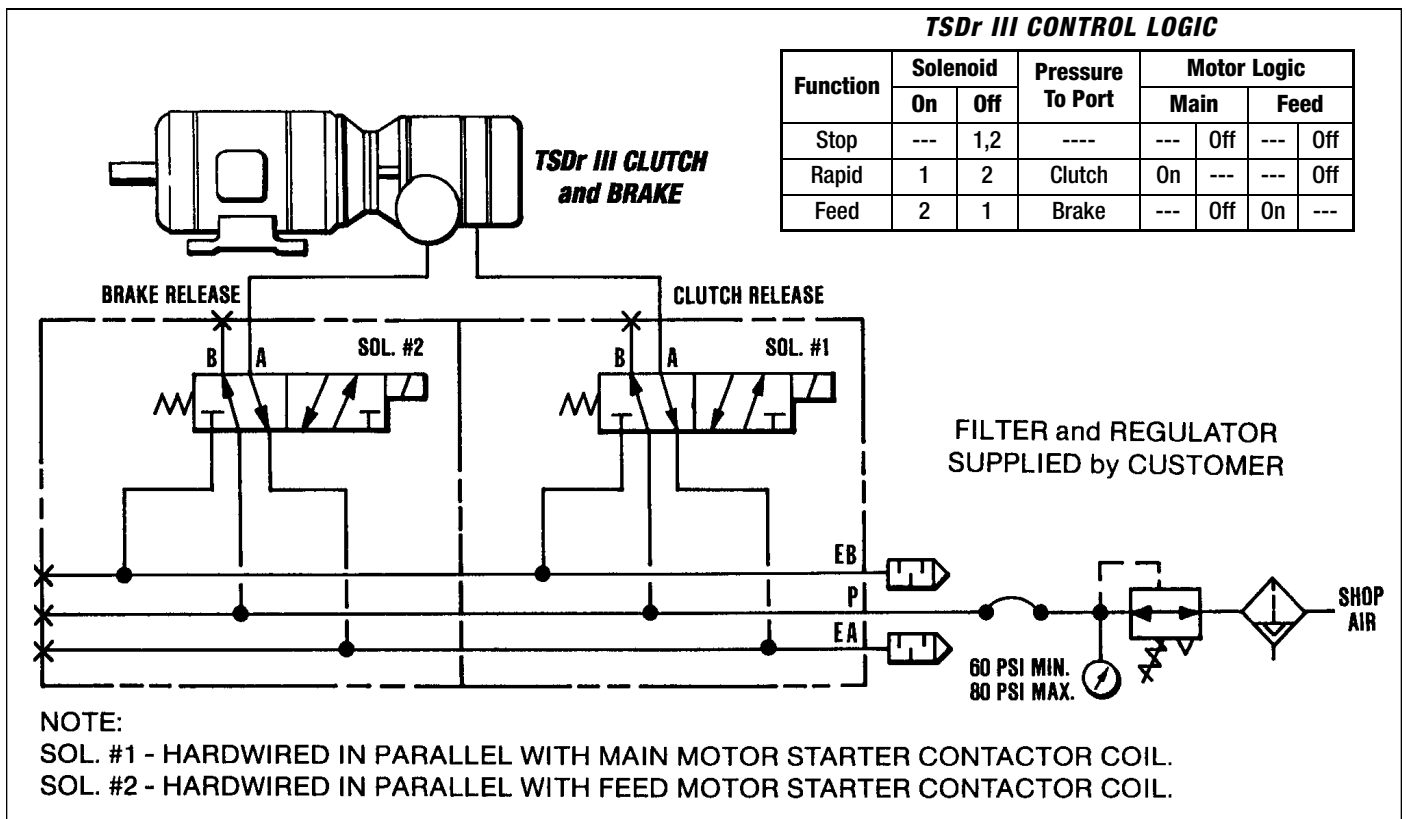 TSDr III CONTROL LOGIC
Function Solenoid Pressure To Port Motor Logic
On Off Main Feed
Stop --- 1,2 ---- --- Off --- Off
Rapid 1 2 Clutch On --- --- Off
Feed 2 1 Brake --- Off On ---
TSDr III CLUTCH
and BRAKE
BRAKE RELEASE
CLUTCH RELEASE
B A SOL. #2
B A SOL. #1
FILTER and REGULATOR
SUPPLIED by CUSTOMER
EB
P
EA
SHOP
AIR
60 PSI MIN.
80 PSI MAX.
NOTE:
SOL. #1 - HARDWIRED IN PARALLEL WITH MAIN MOTOR STARTER CONTACTOR COIL.
SOL. #2 - HARDWIRED IN PARALLEL WITH FEED MOTOR STARTER CONTACTOR COIL.